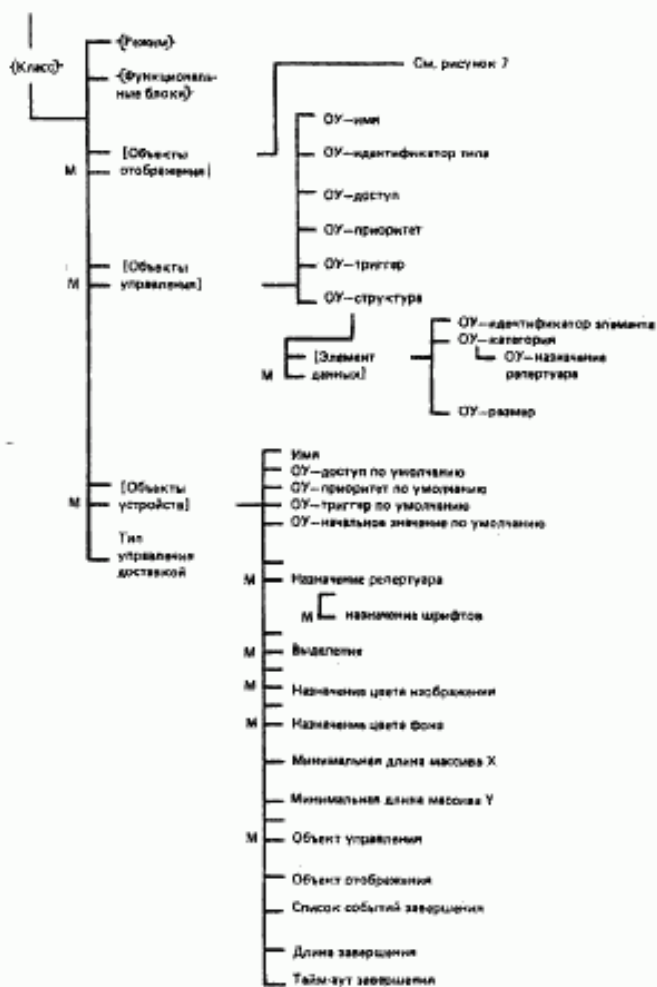 {Класс}
{Режим}
{Функциональ-
ные блоки}
М
[Объекты
отображения]
См. рисунок 7
М
[Объекты
управления]
ОУ—имя
ОУ—идентификатор типа
ОУ—доступ
ОУ—приоритет
ОУ—триггер
ОУ—структура
М
[Элемент
данных]
ОУ—идентификатор элемента
ОУ—категория
ОУ—назначение
репертуара
ОУ—размер
М
[Объекты
устройств]
Имя
ОУ—доступ по умолчанию
ОУ—приоритет по умолчанию
ОУ—триггер по умолчанию
ОУ—начальное значение по умолчанию
М Назначение репертуара
М назначение шрифтов
М Выделение
М Назначение цвета изображения
М Назначение цвета фона
Минимальная длина массива X
Минимальная длина массива Y
М Объект управления
Объект отображения
Список событий завершения
Длина завершения
Тайм-аут завершения
Тип
управления
доставкой